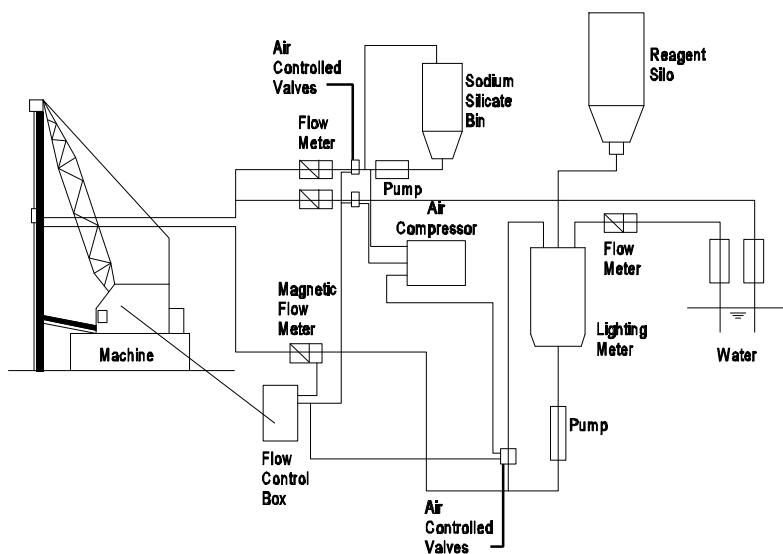 Air
Controlled
Valves
Sodium
Silicate
Bin
Reagent
Silo
Flow
Meter
Pump
Air
Compressor
Flow
Meter
Magnetic
Flow
Meter
Lighting
Meter
Water
Machine
Pump
Flow
Control
Box
Air
Controlled
Valves